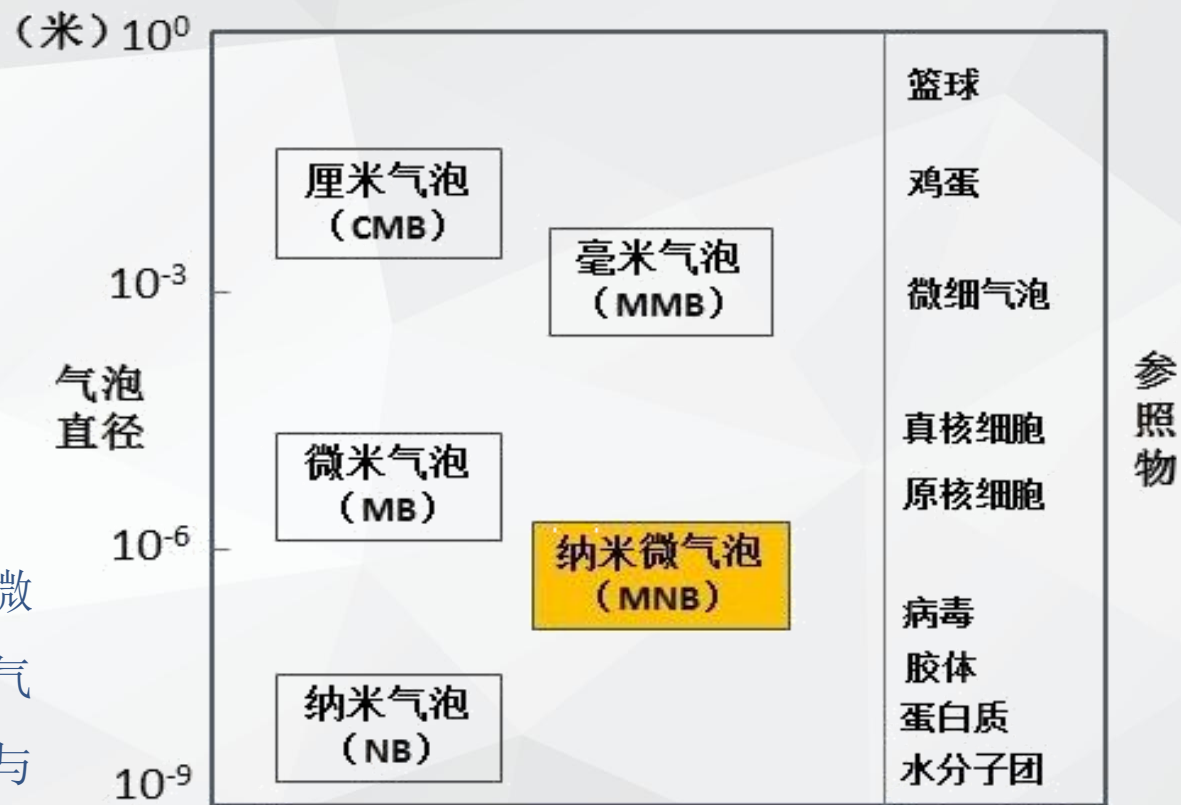 （米）10⁰
厘米气泡
（CMB）
毫米气泡
（MMB）
10⁻³
气泡
直径
微米气泡
（MB）
10⁻⁶
纳米微气泡
（MNB）
纳米气泡
（NB）
10⁻⁹
篮球
鸡蛋
微细气泡
真核细胞
原核细胞
病毒
胶体
蛋白质
水分子团
参
照
物
微
气
与